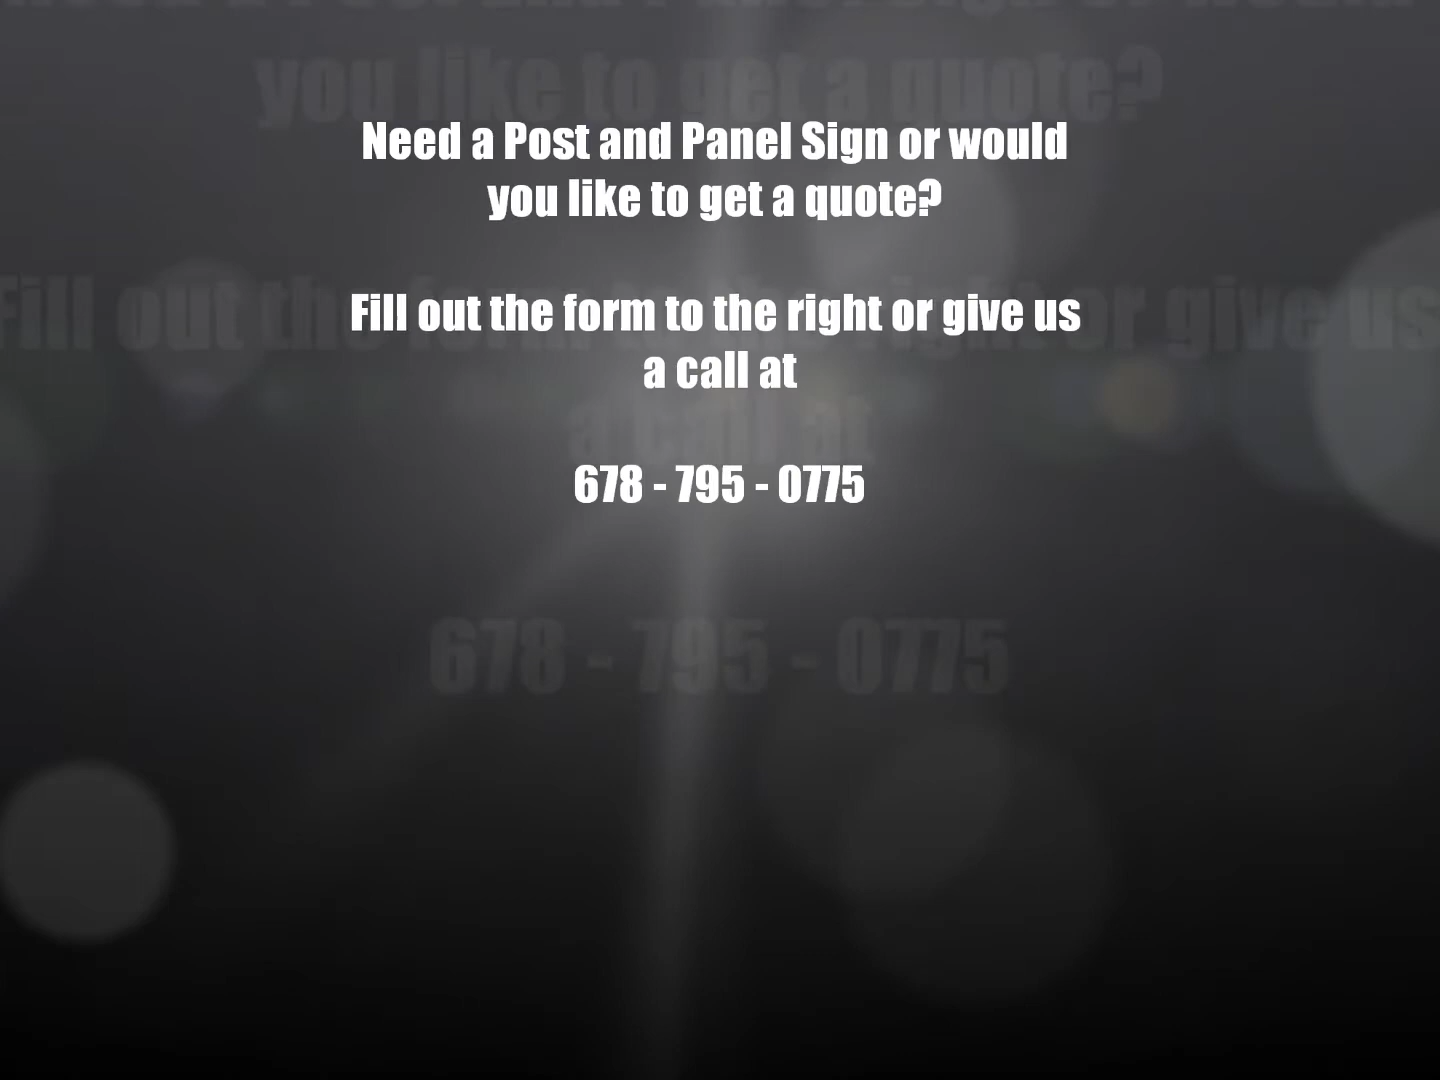 Need a Post and Panel Sign or would
you like to get a quote?
Fill out the form to the right or give us
a call at
678 - 795 - 0775